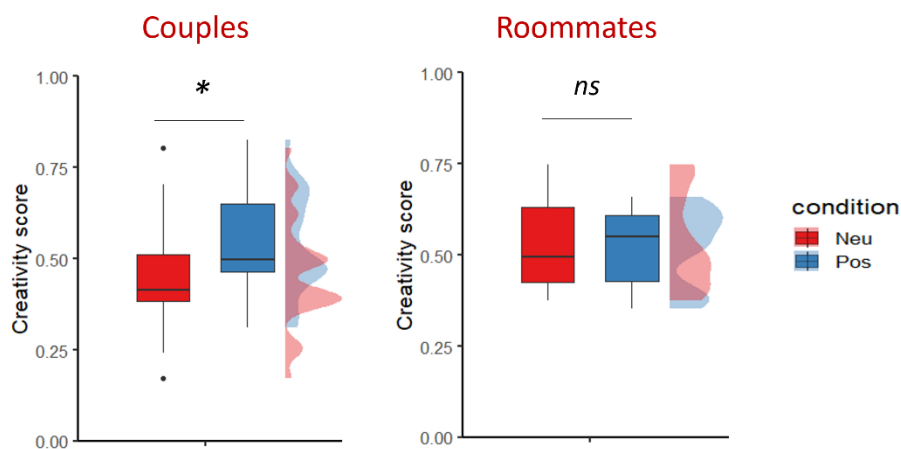 Couples
Roommates
1.00
0.75
0.50
0.25
0.00
Creativity score
*
1.00
0.75
0.50
0.25
0.00
Creativity score
ns
condition
Neu
Pos